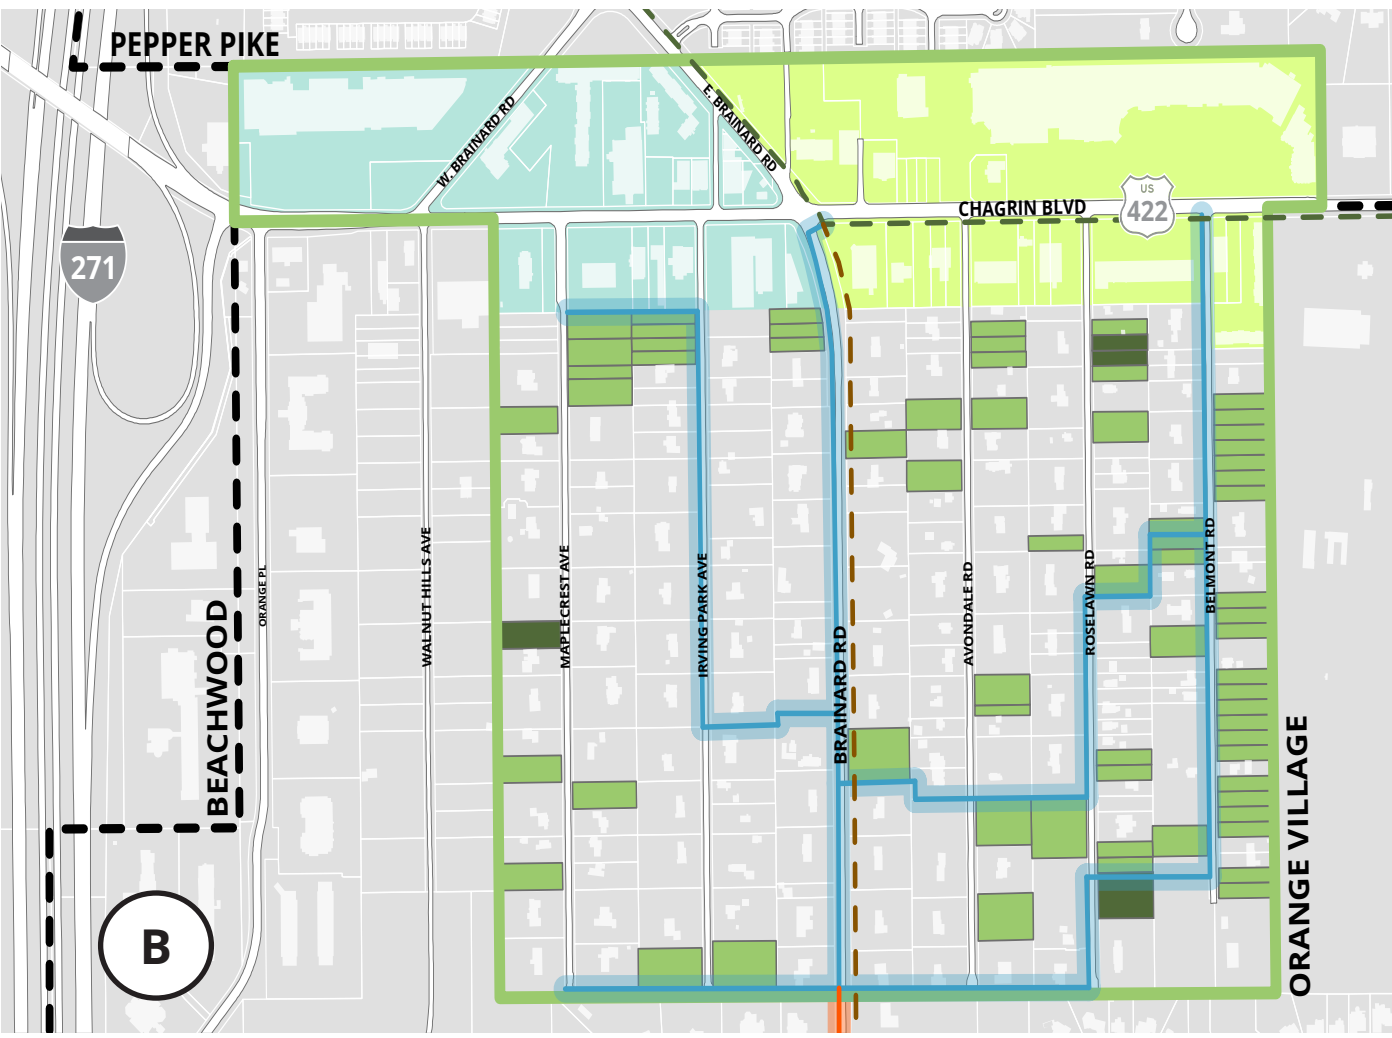 PEPPER PIKE
W. BRAINARD RD
E. BRAINARD RD
CHAGRIN BLVD
US
422
271
ORANGE PL
WALNUT HILLS AVE
MAPLECREST AVE
IRVING PARK AVE
BRAINARD RD
AVONDALE RD
ROSELAWN RD
BELMONT RD
BEACHWOOD
ORANGE VILLAGE
B